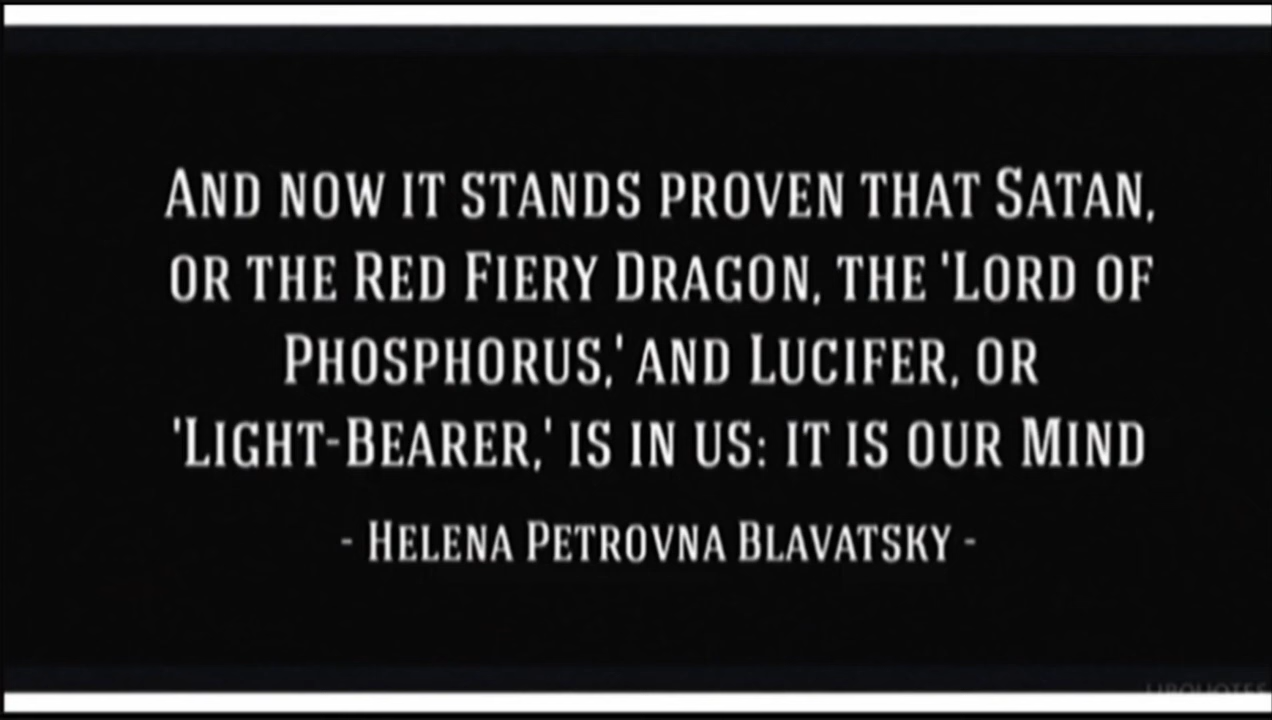 And now it stands proven that Satan,
or the Red Fiery Dragon, the 'Lord of
Phosphorus,' and Lucifer, or
'Light-Bearer,' is in us: it is our Mind
- Helena Petrovna Blavatsky -